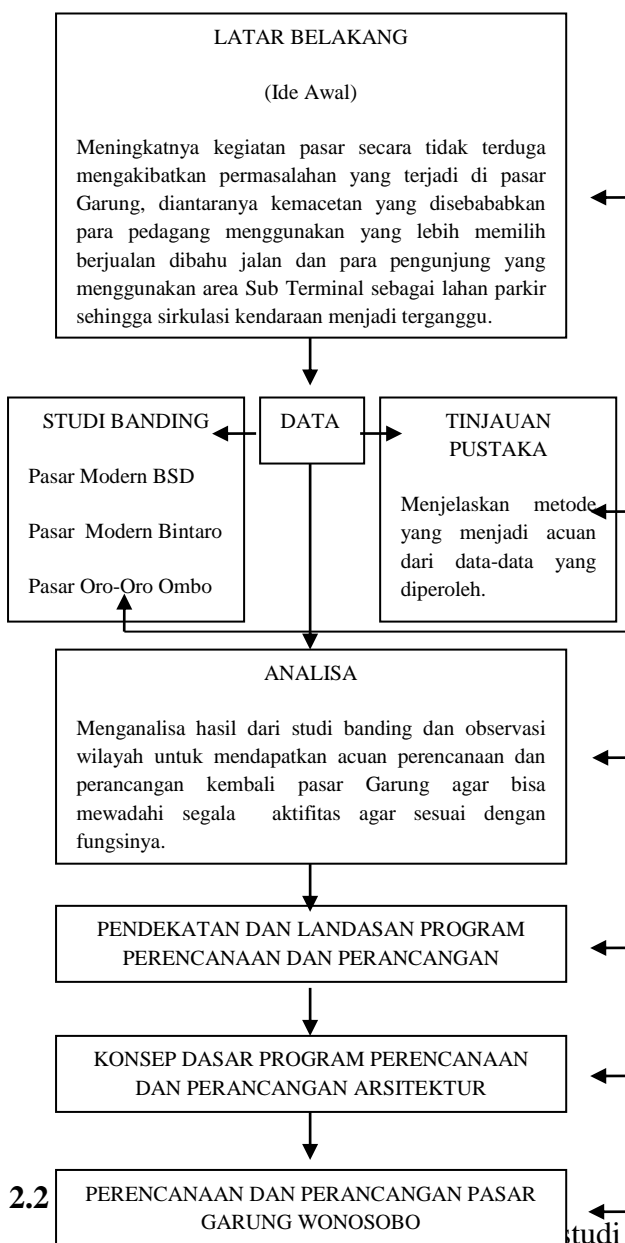 LATAR BELAKANG
(Ide Awal)
Meningkatnya kegiatan pasar secara tidak terduga
mengakibatkan permasalahan yang terjadi di pasar
Garung, diantaranya kemacetan yang disebababkan
para pedagang menggunakan yang lebih memilih
berjualan dibahu jalan dan para pengunjung yang
menggunakan area Sub Terminal sebagai lahan parkir
sehingga sirkulasi kendaraan menjadi terganggu.
STUDI BANDING
Pasar Modern BSD
Pasar Modern Bintaro
Pasar Oro-Oro Ombo
DATA
TINJAUAN
PUSTAKA
Menjelaskan metode
yang menjadi acuan
dari data-data yang
diperoleh.
ANALISA
Menganalisa hasil dari studi banding dan observasi
wilayah untuk mendapatkan acuan perencanaan dan
perancangan kembali pasar Garung agar bisa
mewadahi segala aktifitas agar sesuai dengan
fungsinya.
PENDEKATAN DAN LANDASAN PROGRAM
PERENCANAAN DAN PERANCANGAN
KONSEP DASAR PROGRAM PERENCANAAN
DAN PERANCANGAN ARSITEKTUR
2.2
PERENCANAAN DAN PERANCANGAN PASAR
GARUNG WONOSOBO
studi